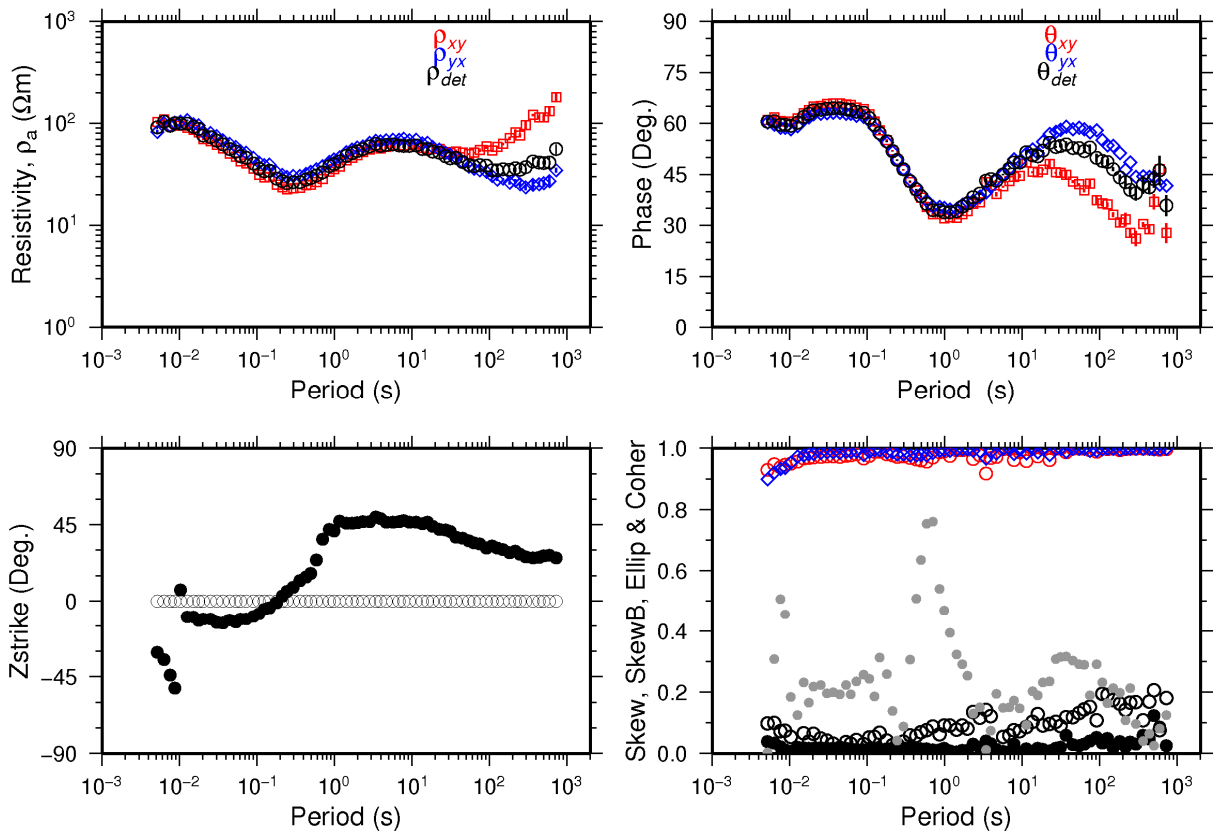 10³
10²
10¹
10⁰
Resistivity, ρₐ (Ωm)
ρxy
ρyx
ρdet
10⁻³ 10⁻² 10⁻¹ 10⁰ 10¹ 10² 10³
Period (s)
90
75
60
45
30
15
0
Phase (Deg.)
θxy
θyx
θdet
10⁻³ 10⁻² 10⁻¹ 10⁰ 10¹ 10² 10³
Period (s)
90
45
0
−45
−90
Zstrike (Deg.)
10⁻³ 10⁻² 10⁻¹ 10⁰ 10¹ 10² 10³
Period (s)
1.0
0.8
0.6
0.4
0.2
0.0
Skew, SkewB, Ellip & Coher
10⁻³ 10⁻² 10⁻¹ 10⁰ 10¹ 10² 10³
Period (s)